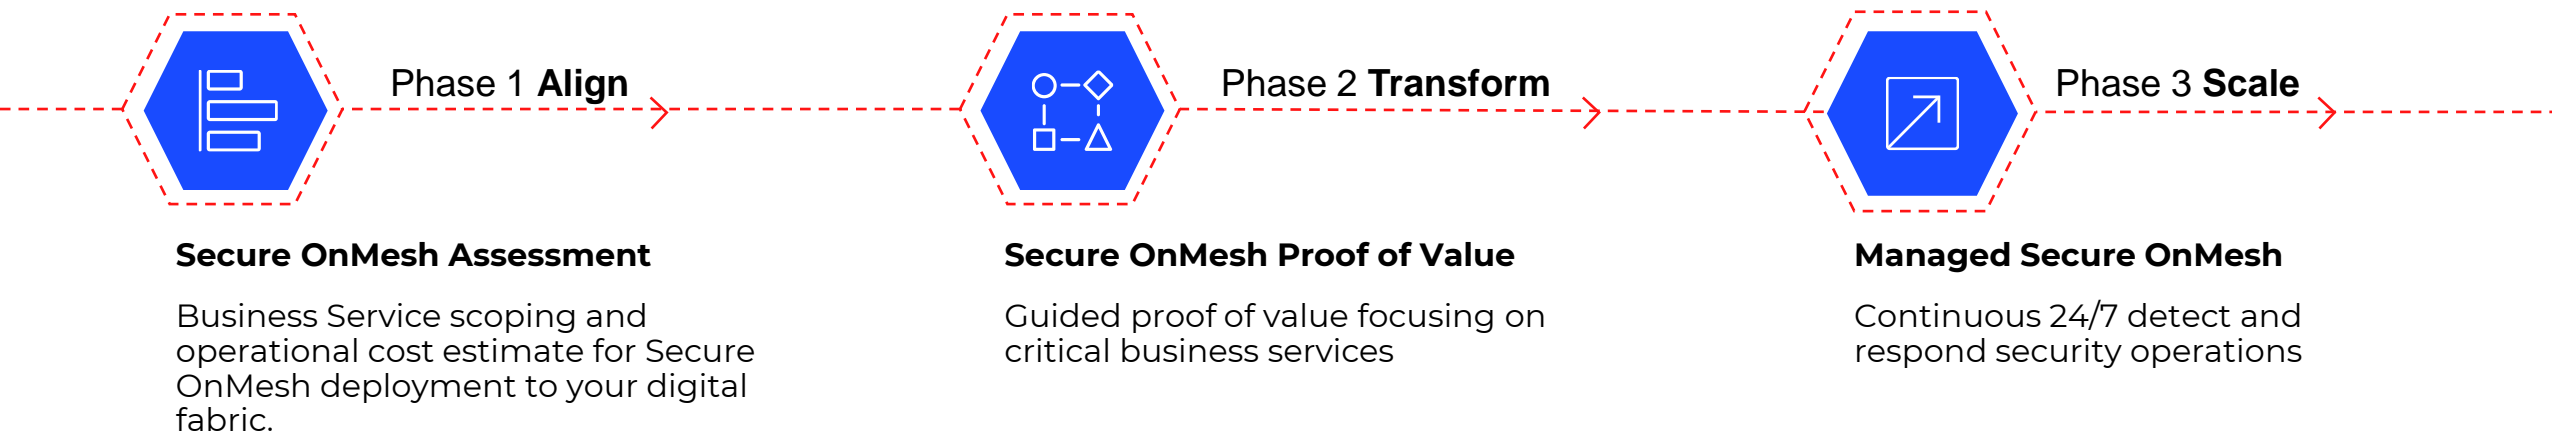 Phase 1 Align
Phase 2 Transform
Phase 3 Scale
Secure OnMesh Assessment
Business Service scoping and
operational cost estimate for Secure
OnMesh deployment to your digital
fabric.
Secure OnMesh Proof of Value
Guided proof of value focusing on
critical business services
Managed Secure OnMesh
Continuous 24/7 detect and
respond security operations